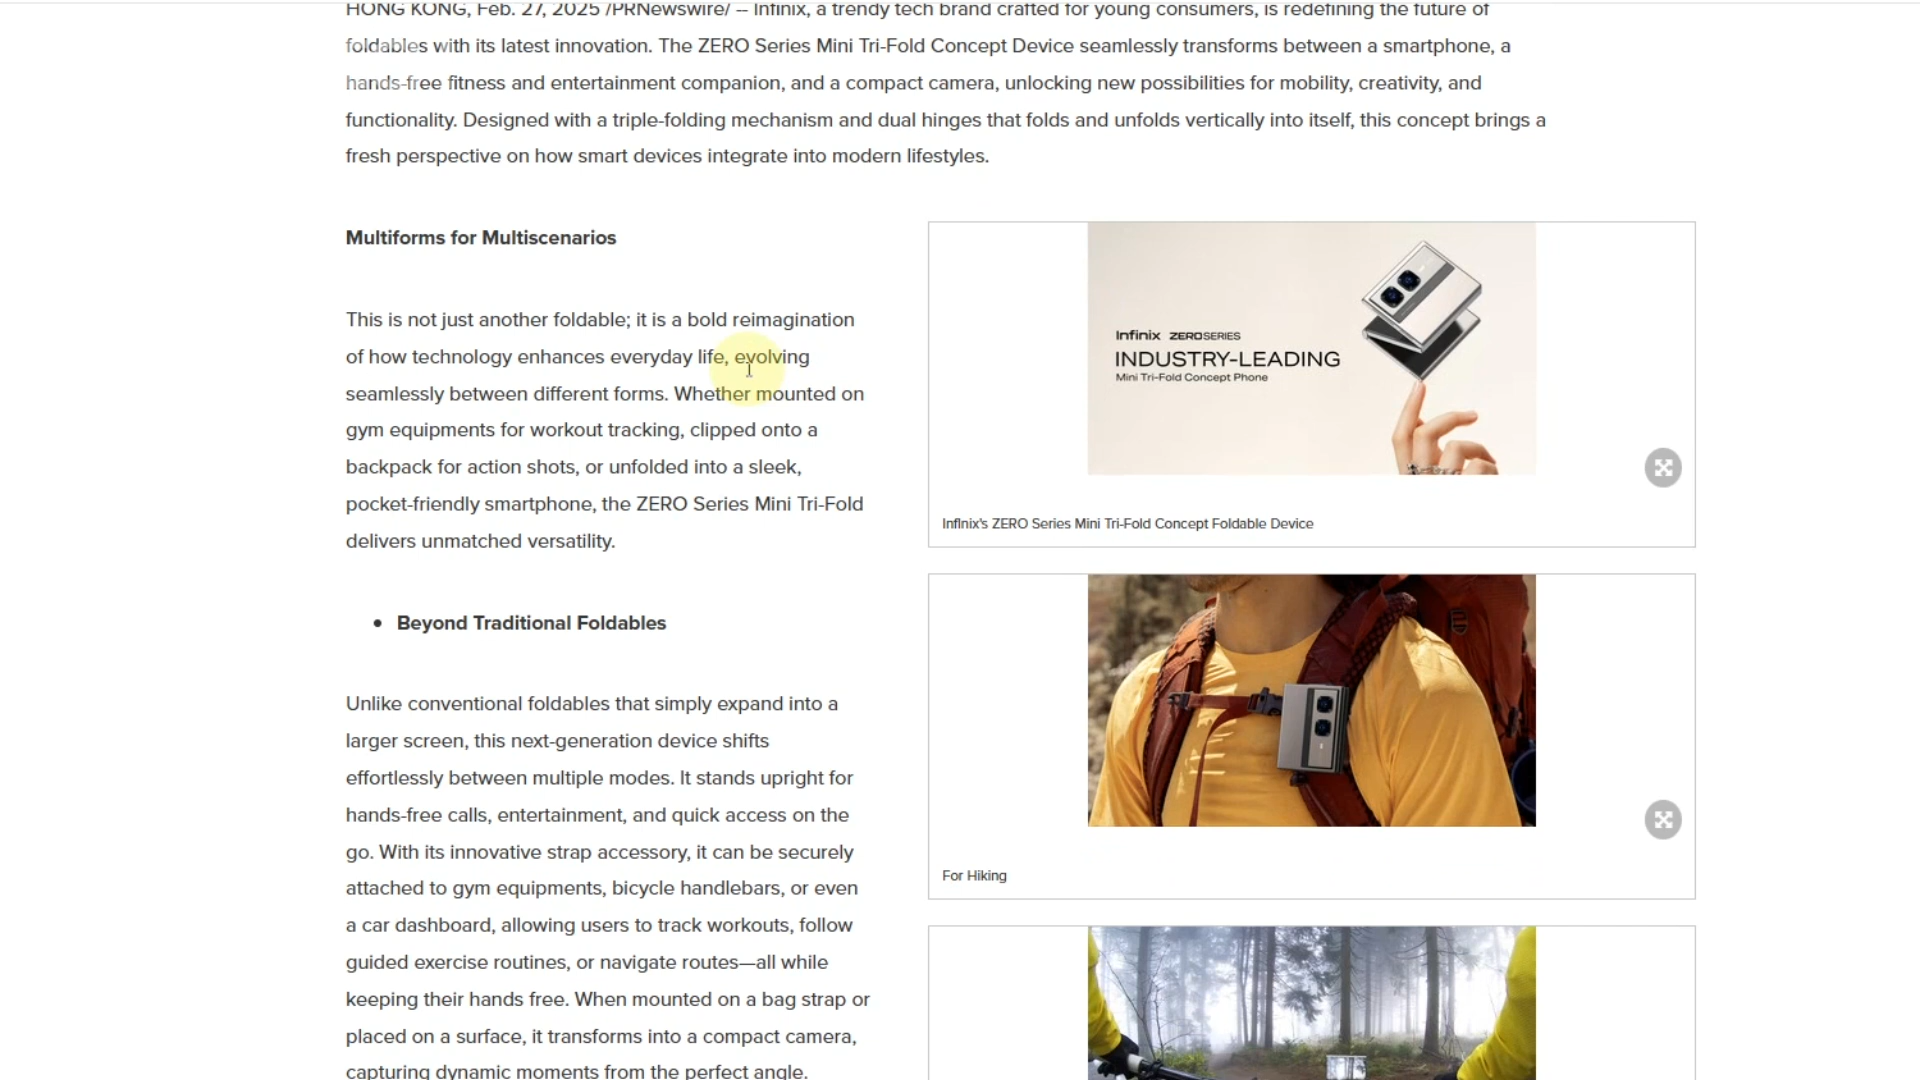 HONG KONG, Feb. 27, 2025 /PRNewswire/ -- Infinix, a trendy tech brand crafted for young consumers, is redefining the future of
foldables with its latest innovation. The ZERO Series Mini Tri-Fold Concept Device seamlessly transforms between a smartphone, a
hands-free fitness and entertainment companion, and a compact camera, unlocking new possibilities for mobility, creativity, and
functionality. Designed with a triple-folding mechanism and dual hinges that folds and unfolds vertically into itself, this concept brings a
fresh perspective on how smart devices integrate into modern lifestyles.
Multiforms for Multiscenarios
This is not just another foldable; it is a bold reimagination
of how technology enhances everyday life, evolving
seamlessly between different forms. Whether mounted on
gym equipments for workout tracking, clipped onto a
backpack for action shots, or unfolded into a sleek,
pocket-friendly smartphone, the ZERO Series Mini Tri-Fold
delivers unmatched versatility.
• Beyond Traditional Foldables
Unlike conventional foldables that simply expand into a
larger screen, this next-generation device shifts
effortlessly between multiple modes. It stands upright for
hands-free calls, entertainment, and quick access on the
go. With its innovative strap accessory, it can be securely
attached to gym equipments, bicycle handlebars, or even
a car dashboard, allowing users to track workouts, follow
guided exercise routines, or navigate routes—all while
keeping their hands free. When mounted on a bag strap or
placed on a surface, it transforms into a compact camera,
capturing dynamic moments from the perfect angle.
Infinix ZERO SERIES
INDUSTRY-LEADING
Mini Tri-Fold Concept Phone
Infinix's ZERO Series Mini Tri-Fold Concept Foldable Device
For Hiking